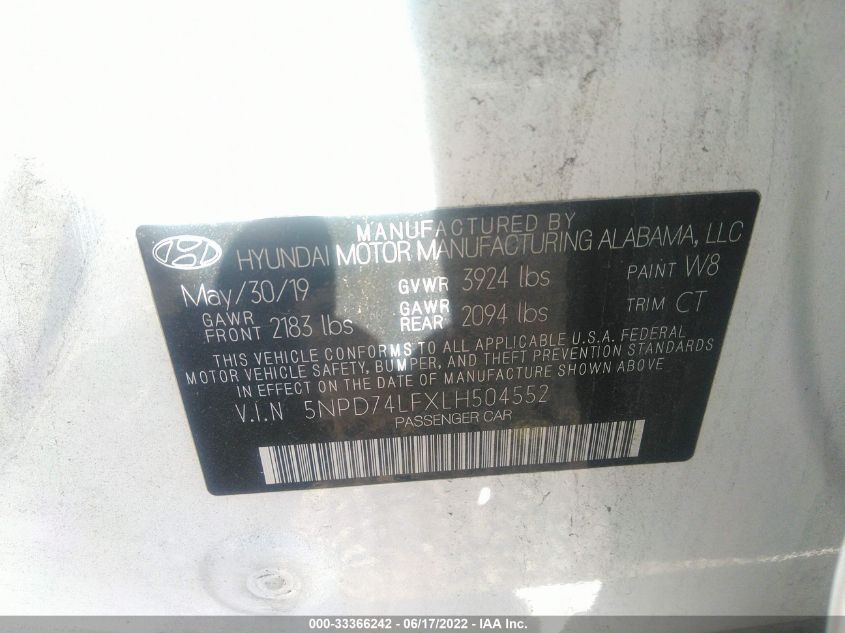 MANUFACTURED BY
HYUNDAI MOTOR MANUFACTURING ALABAMA, LLC
May/30/19 GVWR 3924 lbs PAINT W8
GAWR FRONT 2183 lbs GAWR REAR 2094 lbs TRIM CT
THIS VEHICLE CONFORMS TO ALL APPLICABLE U.S.A. FEDERAL
MOTOR VEHICLE SAFETY, BUMPER, AND THEFT PREVENTION STANDARDS
IN EFFECT ON THE DATE OF MANUFACTURE SHOWN ABOVE
V.I.N 5NPD74LFXLH504552
PASSENGER CAR
000-33366242 - 06/17/2022 - IAA Inc.